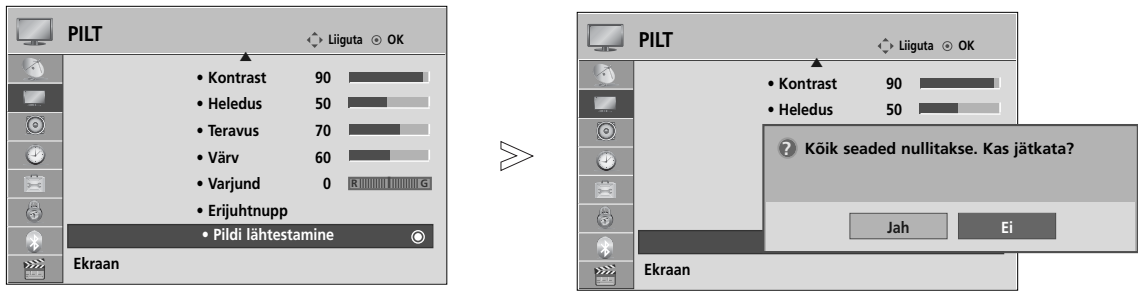 PILT
Liiguta OK
• Kontrast 90
• Heledus 50
• Teravus 70
• Värv 60
• Varjund 0 R G
• Erijuhtnupp
• Pildi lähtestamine
Ekraan
PILT
Liiguta OK
• Kontrast 90
• Heledus 50
? Kõik seaded nullitakse. Kas jätkata?
Jah Ei
Ekraan